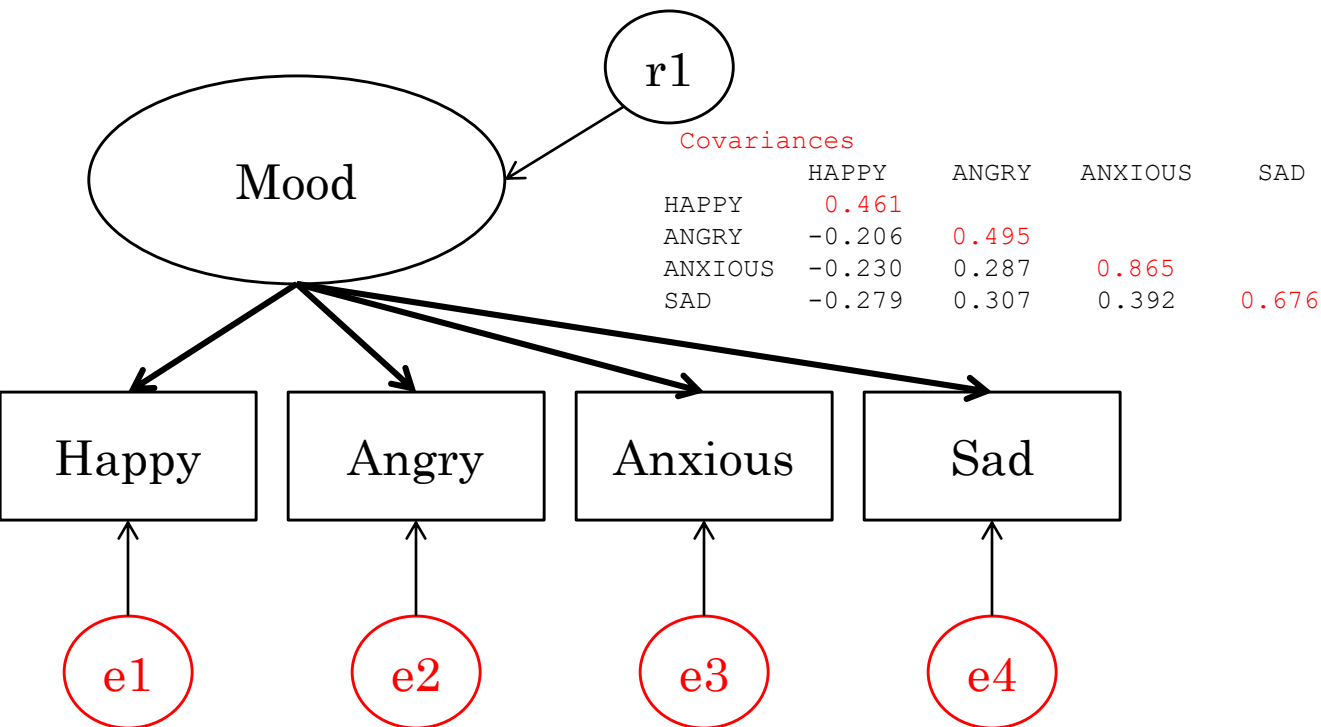 r1
Mood
Covariances
HAPPY ANGRY ANXIOUS SAD
HAPPY 0.461
ANGRY -0.206 0.495
ANXIOUS -0.230 0.287 0.865
SAD -0.279 0.307 0.392 0.676
Happy Angry Anxious Sad
e1 e2 e3 e4